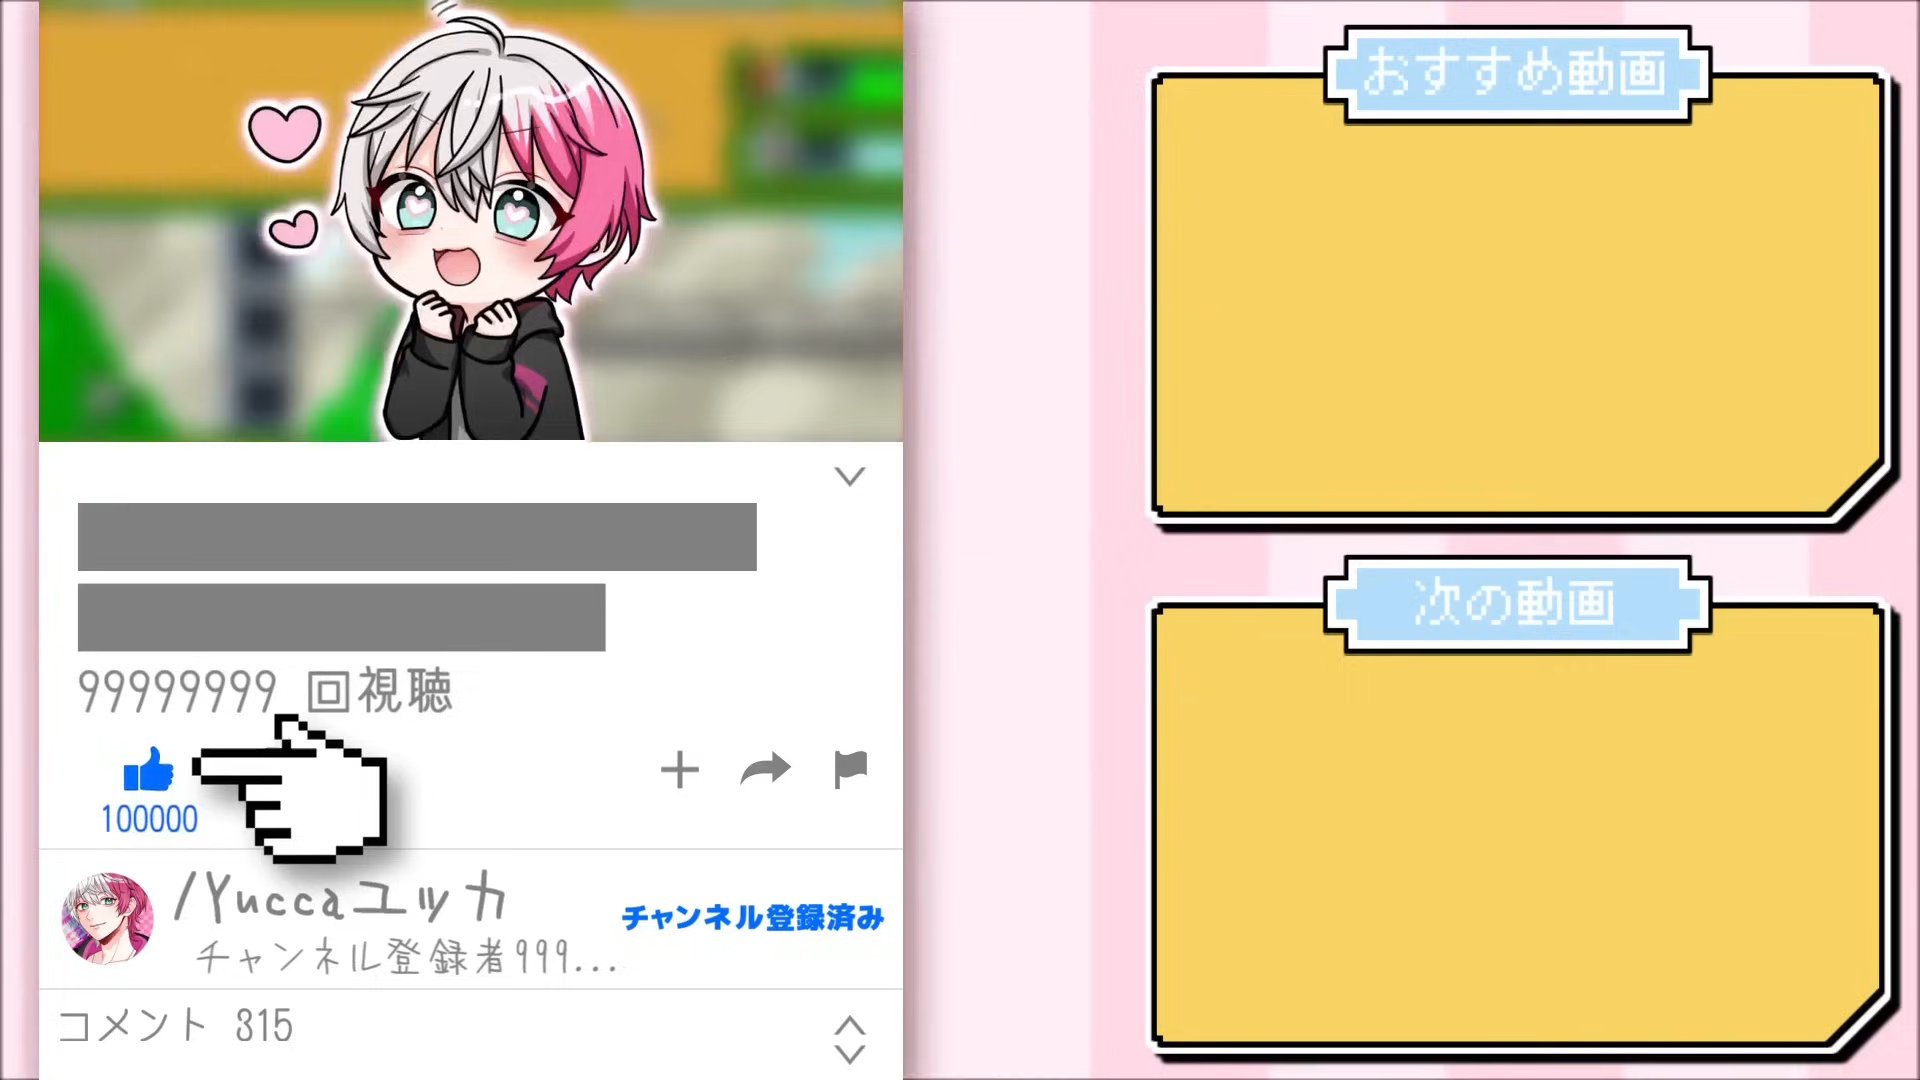 99999999 回視聴
100000
/Yuccaユッカ
チャンネル登録者999...
チャンネル登録済み
コメント 315
おすすめ動画
次の動画